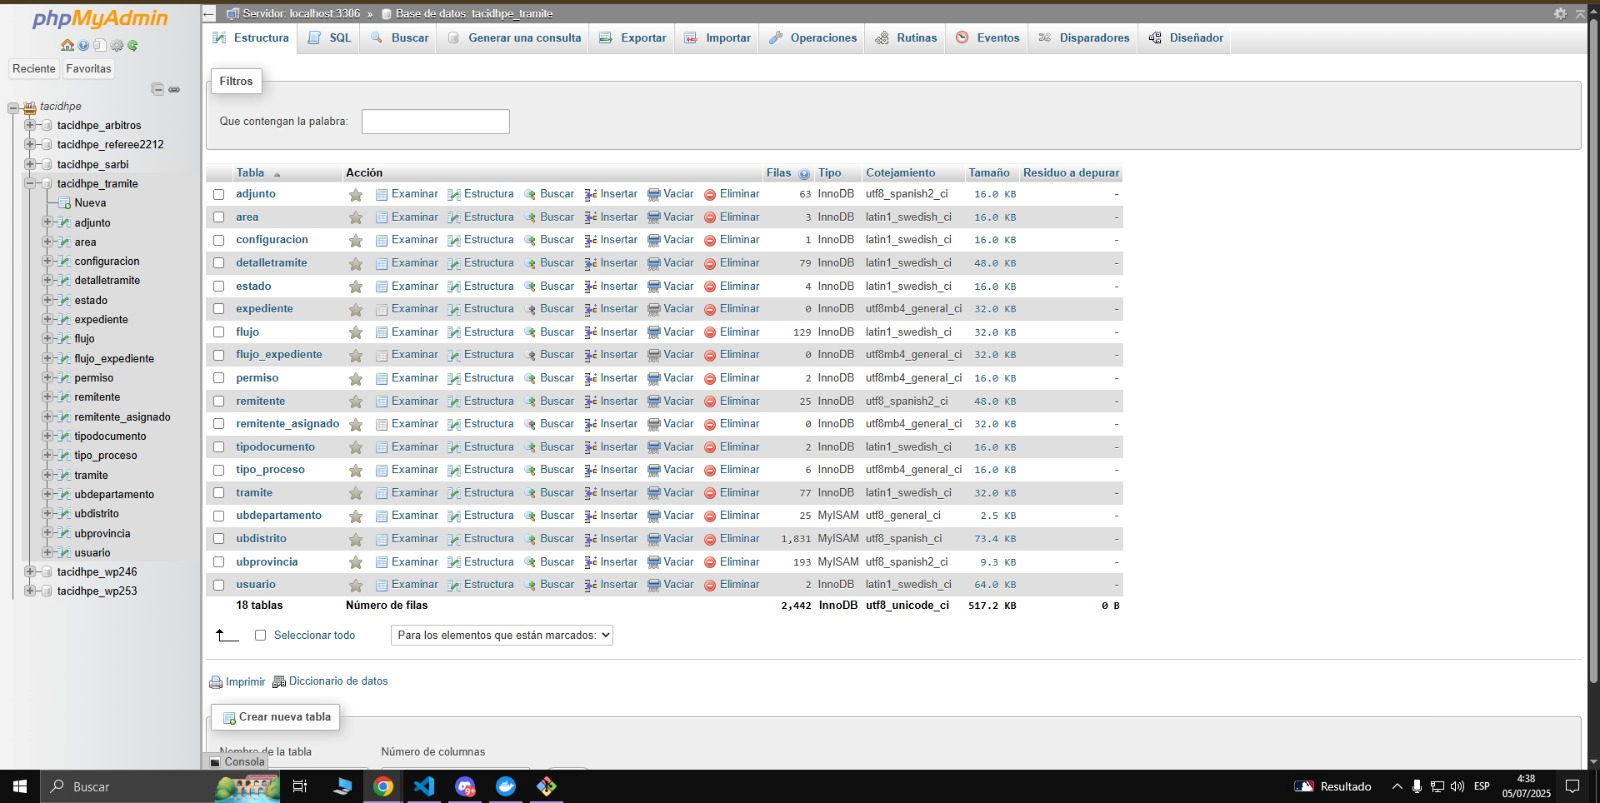 phpMyAdmin
Reciente Favoritas
tacidhpe
tacidhpe_arbitros
tacidhpe_referee2212
tacidhpe_sarbi
tacidhpe_tramite
Nueva
adjunto
area
configuracion
detalletramite
estado
expediente
flujo
flujo_expediente
permiso
remitente
remitente_asignado
tipodocumento
tipo_proceso
tramite
ubdepartamento
ubdistrito
ubprovincia
usuario
tacidhpe_wp246
tacidhpe_wp253
Servidor: localhost:3306 » Base de datos: tacidhpe_tramite
Estructura SQL Buscar Generar una consulta Exportar Importar Operaciones Rutinas Eventos Disparadores Diseñador
Filtros
Que contengan la palabra:
Tabla Acción Filas Tipo Cotejamiento Tamaño Residuo a depurar
adjunto Examinar Estructura Buscar Insertar Vaciar Eliminar 63 InnoDB utf8_spanish2_ci 16.0 KB -
area Examinar Estructura Buscar Insertar Vaciar Eliminar 3 InnoDB latin1_swedish_ci 16.0 KB -
configuracion Examinar Estructura Buscar Insertar Vaciar Eliminar 1 InnoDB latin1_swedish_ci 16.0 KB -
detalletramite Examinar Estructura Buscar Insertar Vaciar Eliminar 79 InnoDB latin1_swedish_ci 48.0 KB -
estado Examinar Estructura Buscar Insertar Vaciar Eliminar 4 InnoDB latin1_swedish_ci 16.0 KB -
expediente Examinar Estructura Buscar Insertar Vaciar Eliminar 0 InnoDB utf8mb4_general_ci 32.0 KB -
flujo Examinar Estructura Buscar Insertar Vaciar Eliminar 129 InnoDB latin1_swedish_ci 32.0 KB -
flujo_expediente Examinar Estructura Buscar Insertar Vaciar Eliminar 0 InnoDB utf8mb4_general_ci 32.0 KB -
permiso Examinar Estructura Buscar Insertar Vaciar Eliminar 2 InnoDB utf8mb4_general_ci 16.0 KB -
remitente Examinar Estructura Buscar Insertar Vaciar Eliminar 25 InnoDB utf8_spanish2_ci 48.0 KB -
remitente_asignado Examinar Estructura Buscar Insertar Vaciar Eliminar 0 InnoDB utf8mb4_general_ci 32.0 KB -
tipodocumento Examinar Estructura Buscar Insertar Vaciar Eliminar 2 InnoDB latin1_swedish_ci 16.0 KB -
tipo_proceso Examinar Estructura Buscar Insertar Vaciar Eliminar 6 InnoDB utf8mb4_general_ci 16.0 KB -
tramite Examinar Estructura Buscar Insertar Vaciar Eliminar 77 InnoDB latin1_swedish_ci 32.0 KB -
ubdepartamento Examinar Estructura Buscar Insertar Vaciar Eliminar 25 MyISAM utf8_general_ci 2.5 KB -
ubdistrito Examinar Estructura Buscar Insertar Vaciar Eliminar 1,831 MyISAM utf8_spanish_ci 73.4 KB -
ubprovincia Examinar Estructura Buscar Insertar Vaciar Eliminar 193 MyISAM utf8_spanish2_ci 9.3 KB -
usuario Examinar Estructura Buscar Insertar Vaciar Eliminar 2 InnoDB latin1_swedish_ci 64.0 KB -
18 tablas Número de filas 2,442 InnoDB utf8_unicode_ci 517.2 KB 0 B
Seleccionar todo Para los elementos que están marcados:
Imprimir Diccionario de datos
Crear nueva tabla
Nombre de la tabla Número de columnas
Consola
Buscar Resultado ESP 4:38
05/07/2025